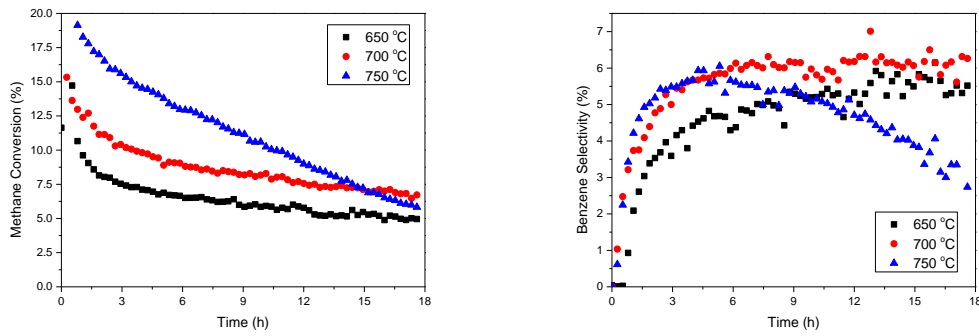 20.0
17.5
15.0
12.5
10.0
7.5
5.0
2.5
0.0
Methane Conversion (%)
650 °C
700 °C
750 °C
0 3 6 9 12 15 18
Time (h)
7
6
5
4
3
2
1
0
Benzene Selectivity (%)
650 °C
700 °C
750 °C
0 3 6 9 12 15 18
Time (h)